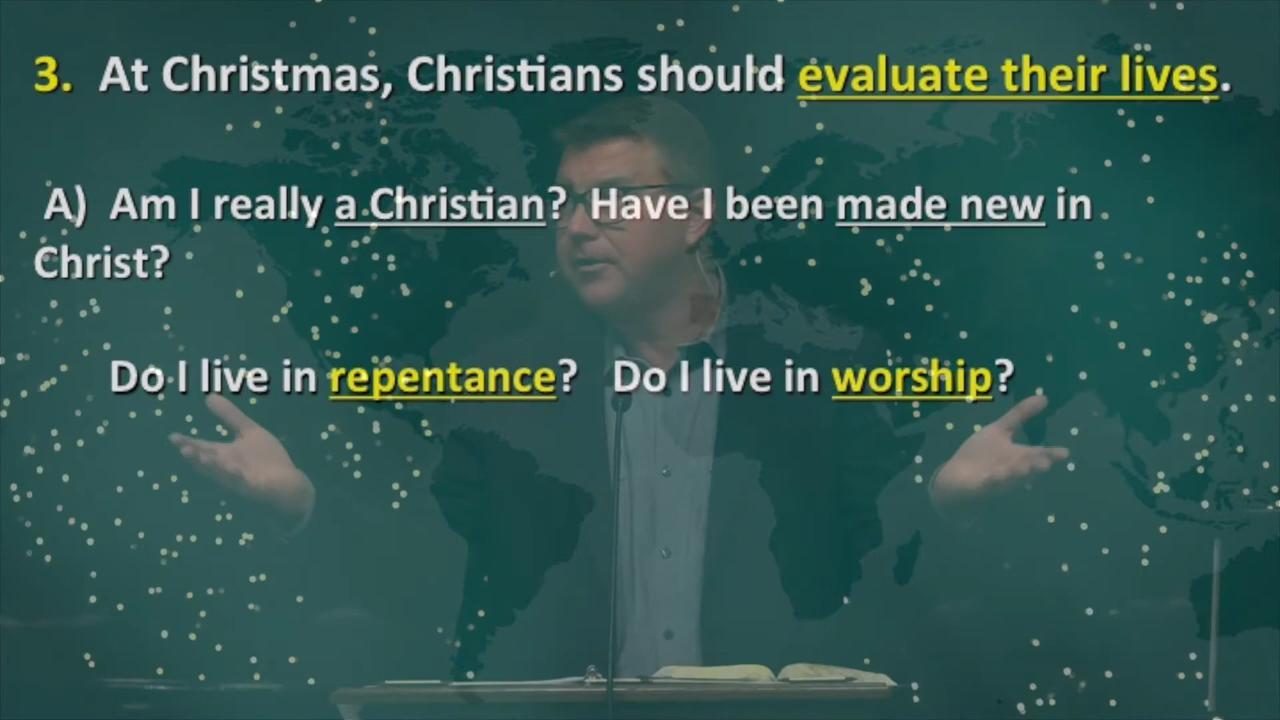 3. At Christmas, Christians should evaluate their lives.
A) Am I really a Christian? Have I been made new in
Christ?
Do I live in repentance? Do I live in worship?